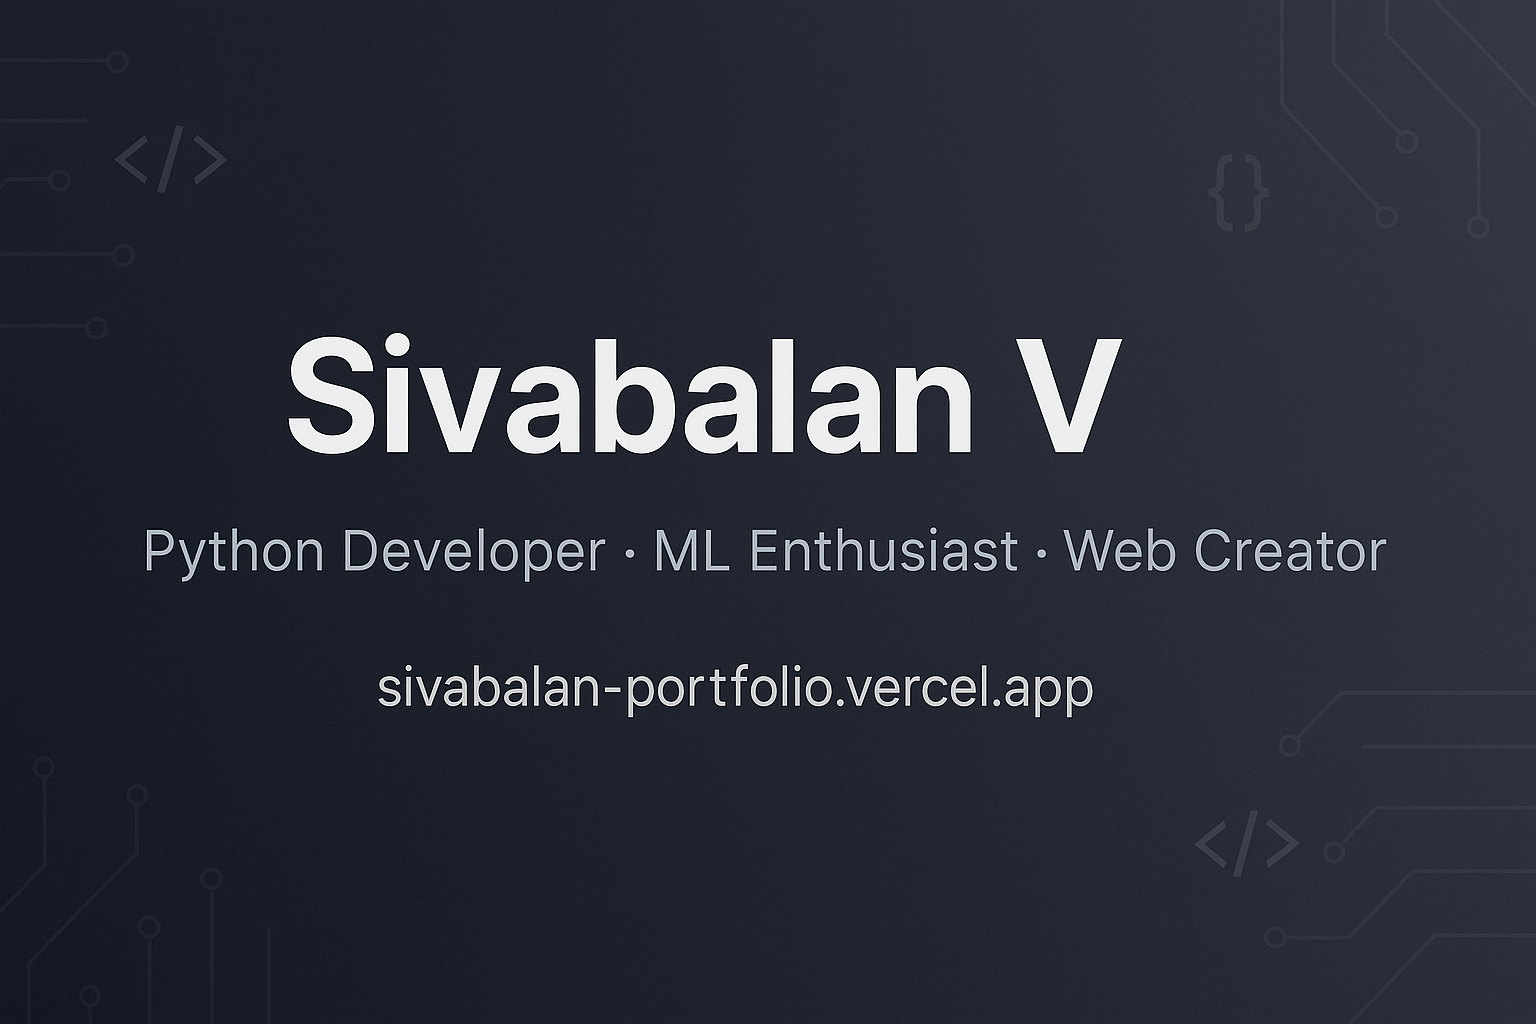 </>
{}
Sivabalan V
Python Developer · ML Enthusiast · Web Creator
sivabalan-portfolio.vercel.app
</>